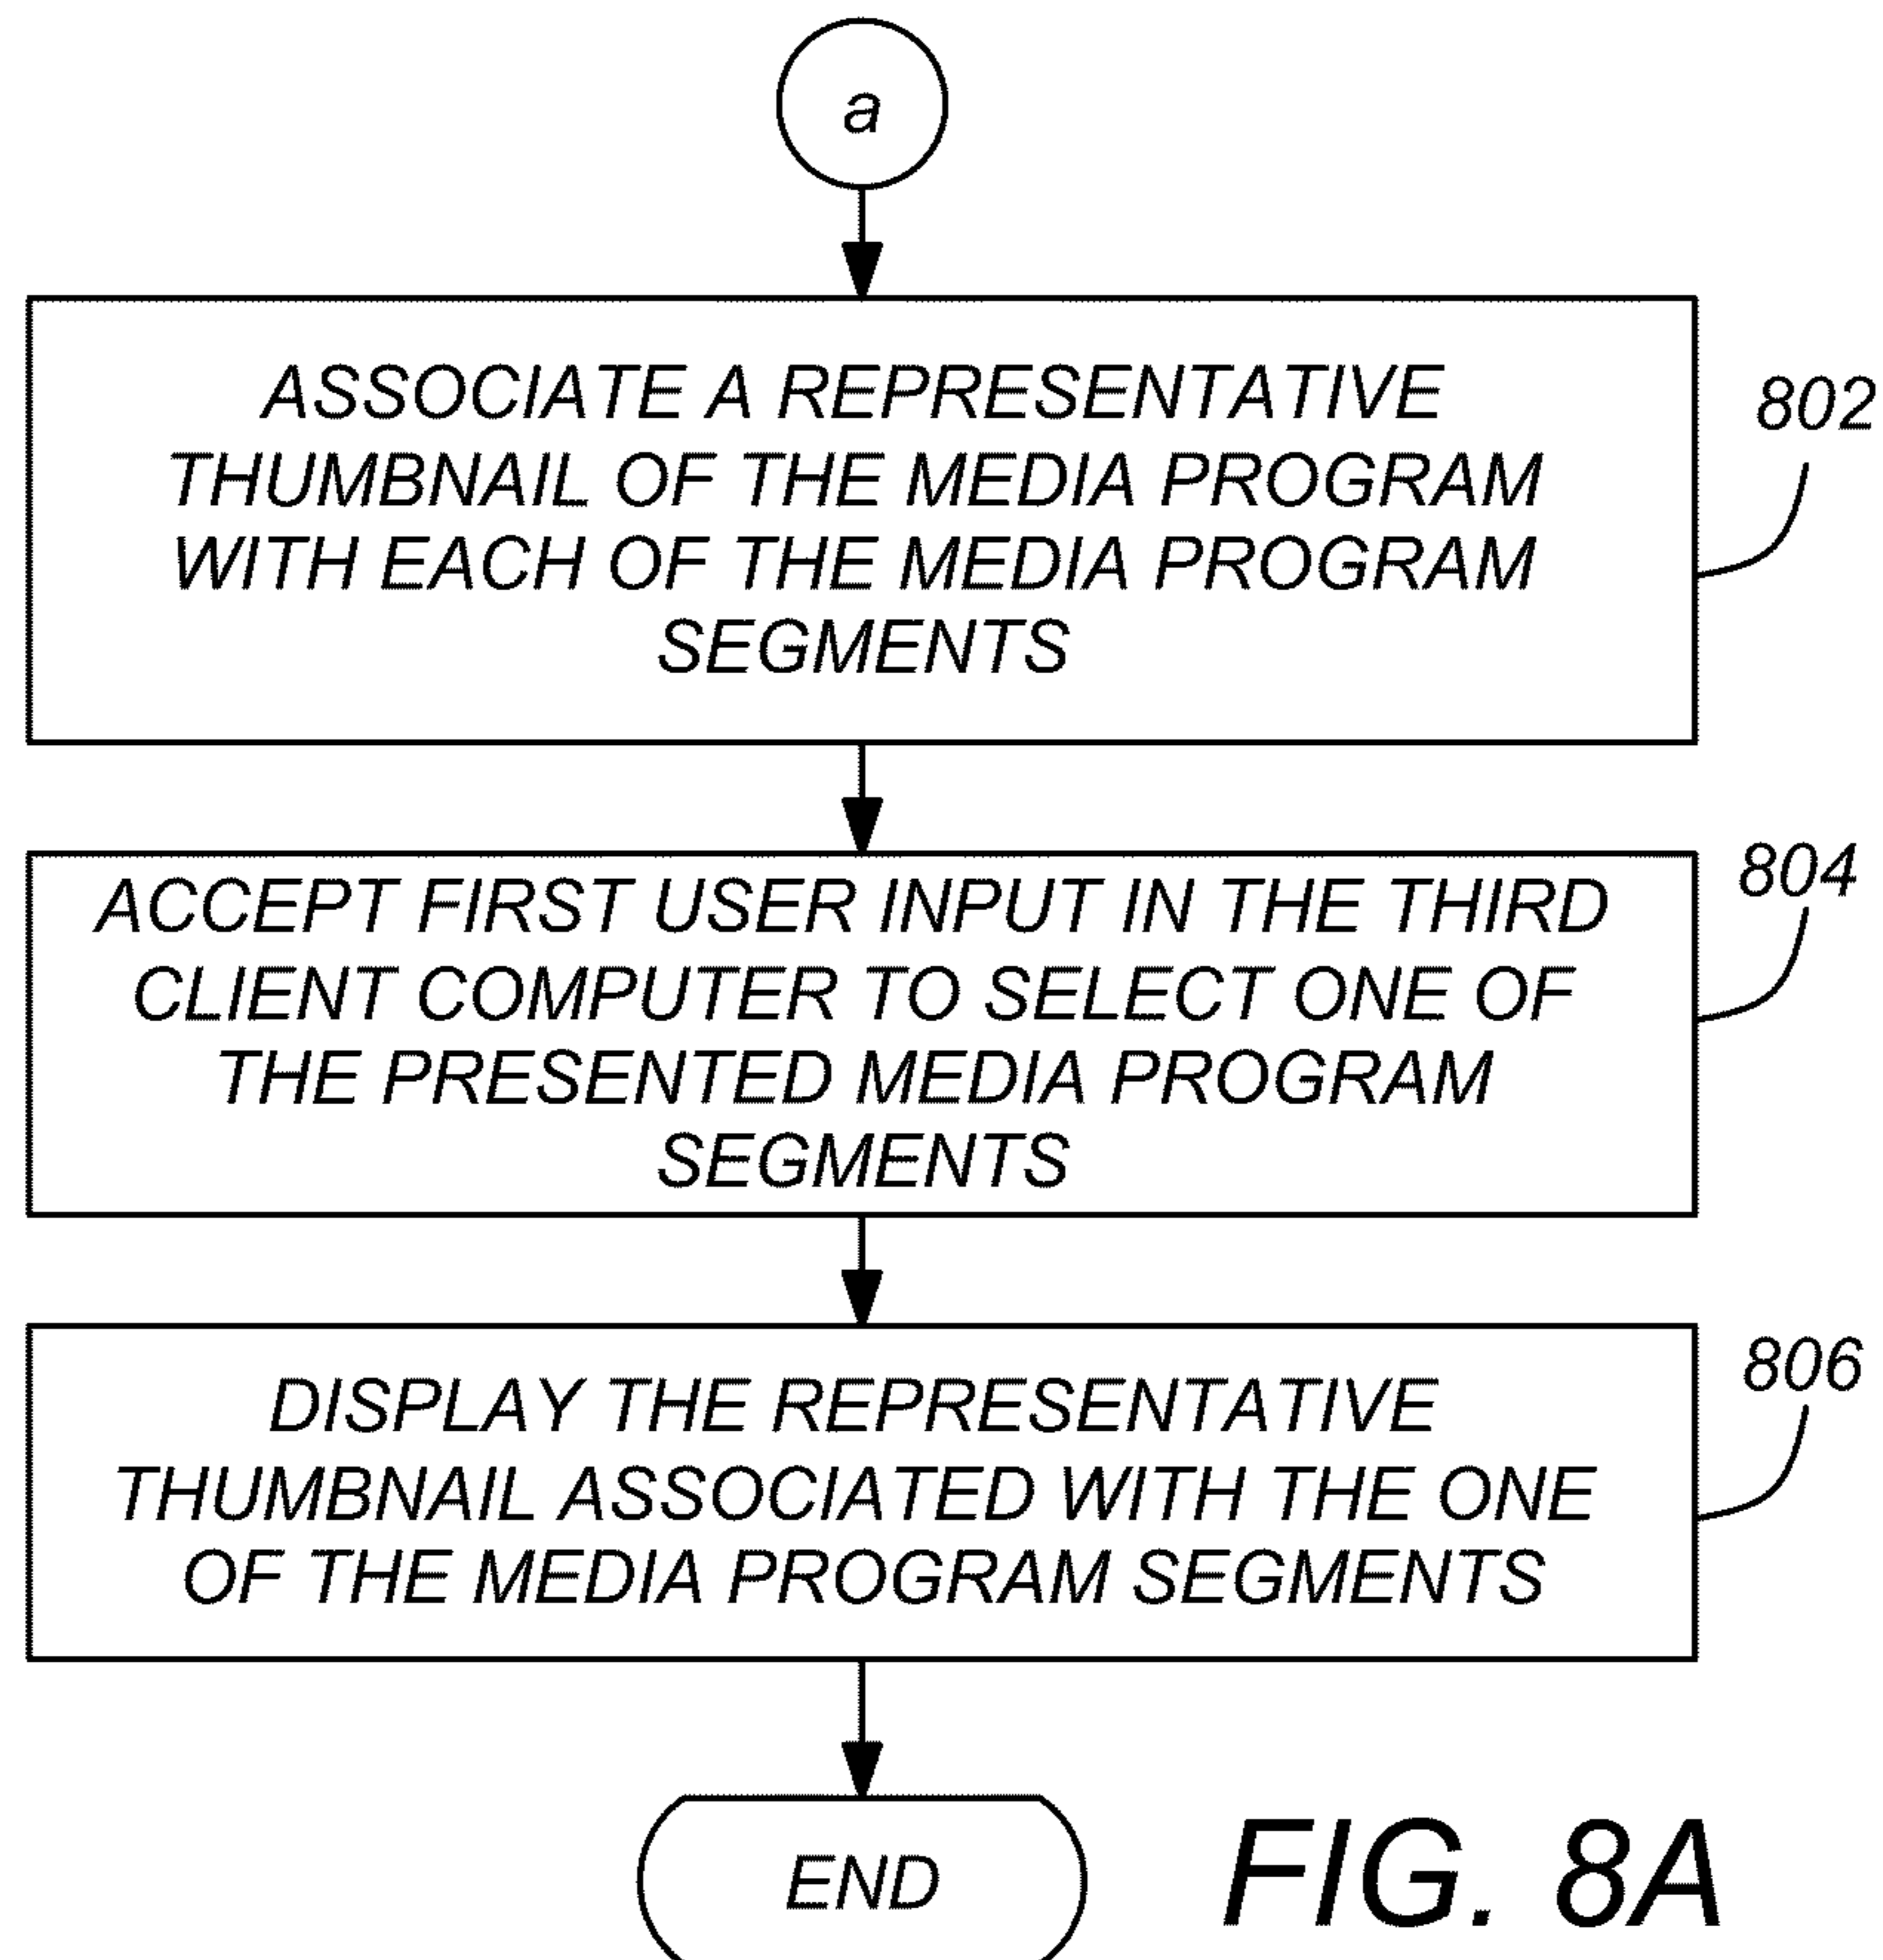 a
ASSOCIATE A REPRESENTATIVE
THUMBNAIL OF THE MEDIA PROGRAM
WITH EACH OF THE MEDIA PROGRAM
SEGMENTS
802
ACCEPT FIRST USER INPUT IN THE THIRD
CLIENT COMPUTER TO SELECT ONE OF
THE PRESENTED MEDIA PROGRAM
SEGMENTS
804
DISPLAY THE REPRESENTATIVE
THUMBNAIL ASSOCIATED WITH THE ONE
OF THE MEDIA PROGRAM SEGMENTS
806
END
FIG. 8A